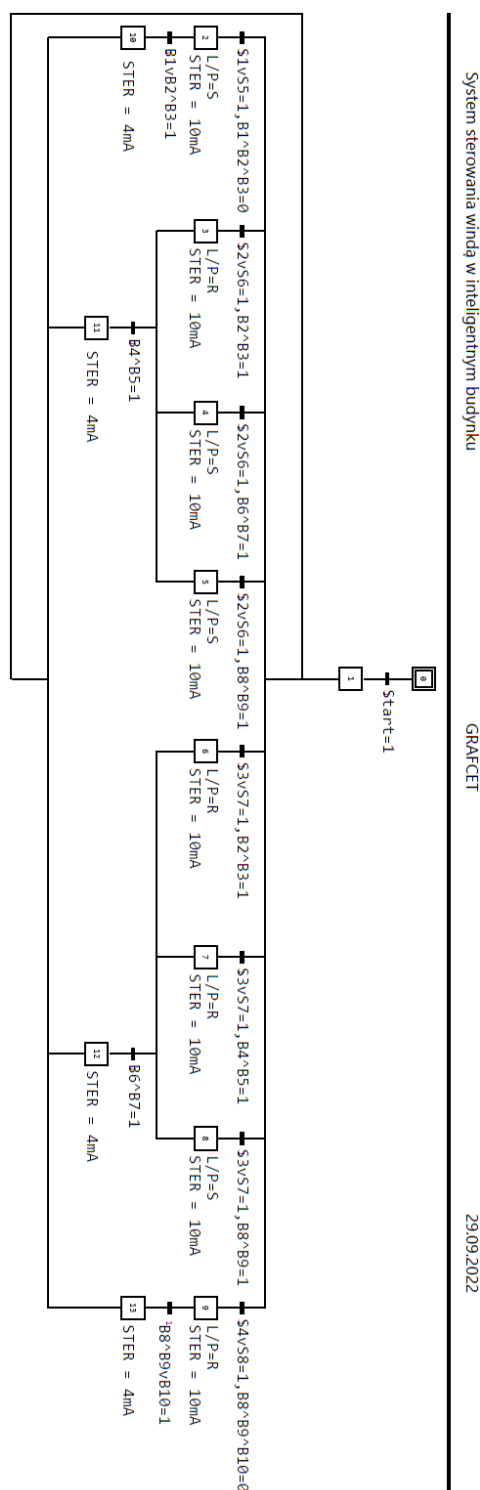 System sterowania windą w inteligentnym budynku
GRAFCET
29.09.2022
0
Start=1
1
S1vS5=1,B1^B2^B3=0
2
L/P=S
STER = 10mA
B1vB2^B3=1
10
STER = 4mA
S2vS6=1,B2^B3=1
3
L/P=R
STER = 10mA
S2vS6=1,B6^B7=1
4
L/P=S
STER = 10mA
S2vS6=1,B8^B9=1
5
L/P=S
STER = 10mA
B4^B5=1
11
STER = 4mA
S3vS7=1,B2^B3=1
6
L/P=R
STER = 10mA
S3vS7=1,B4^B5=1
7
L/P=R
STER = 10mA
S3vS7=1,B8^B9=1
8
L/P=S
STER = 10mA
B6^B7=1
12
STER = 4mA
S4vS8=1,B8^B9^B10=0
9
L/P=R
STER = 10mA
1
B8^B9vB10=1
13
STER = 4mA